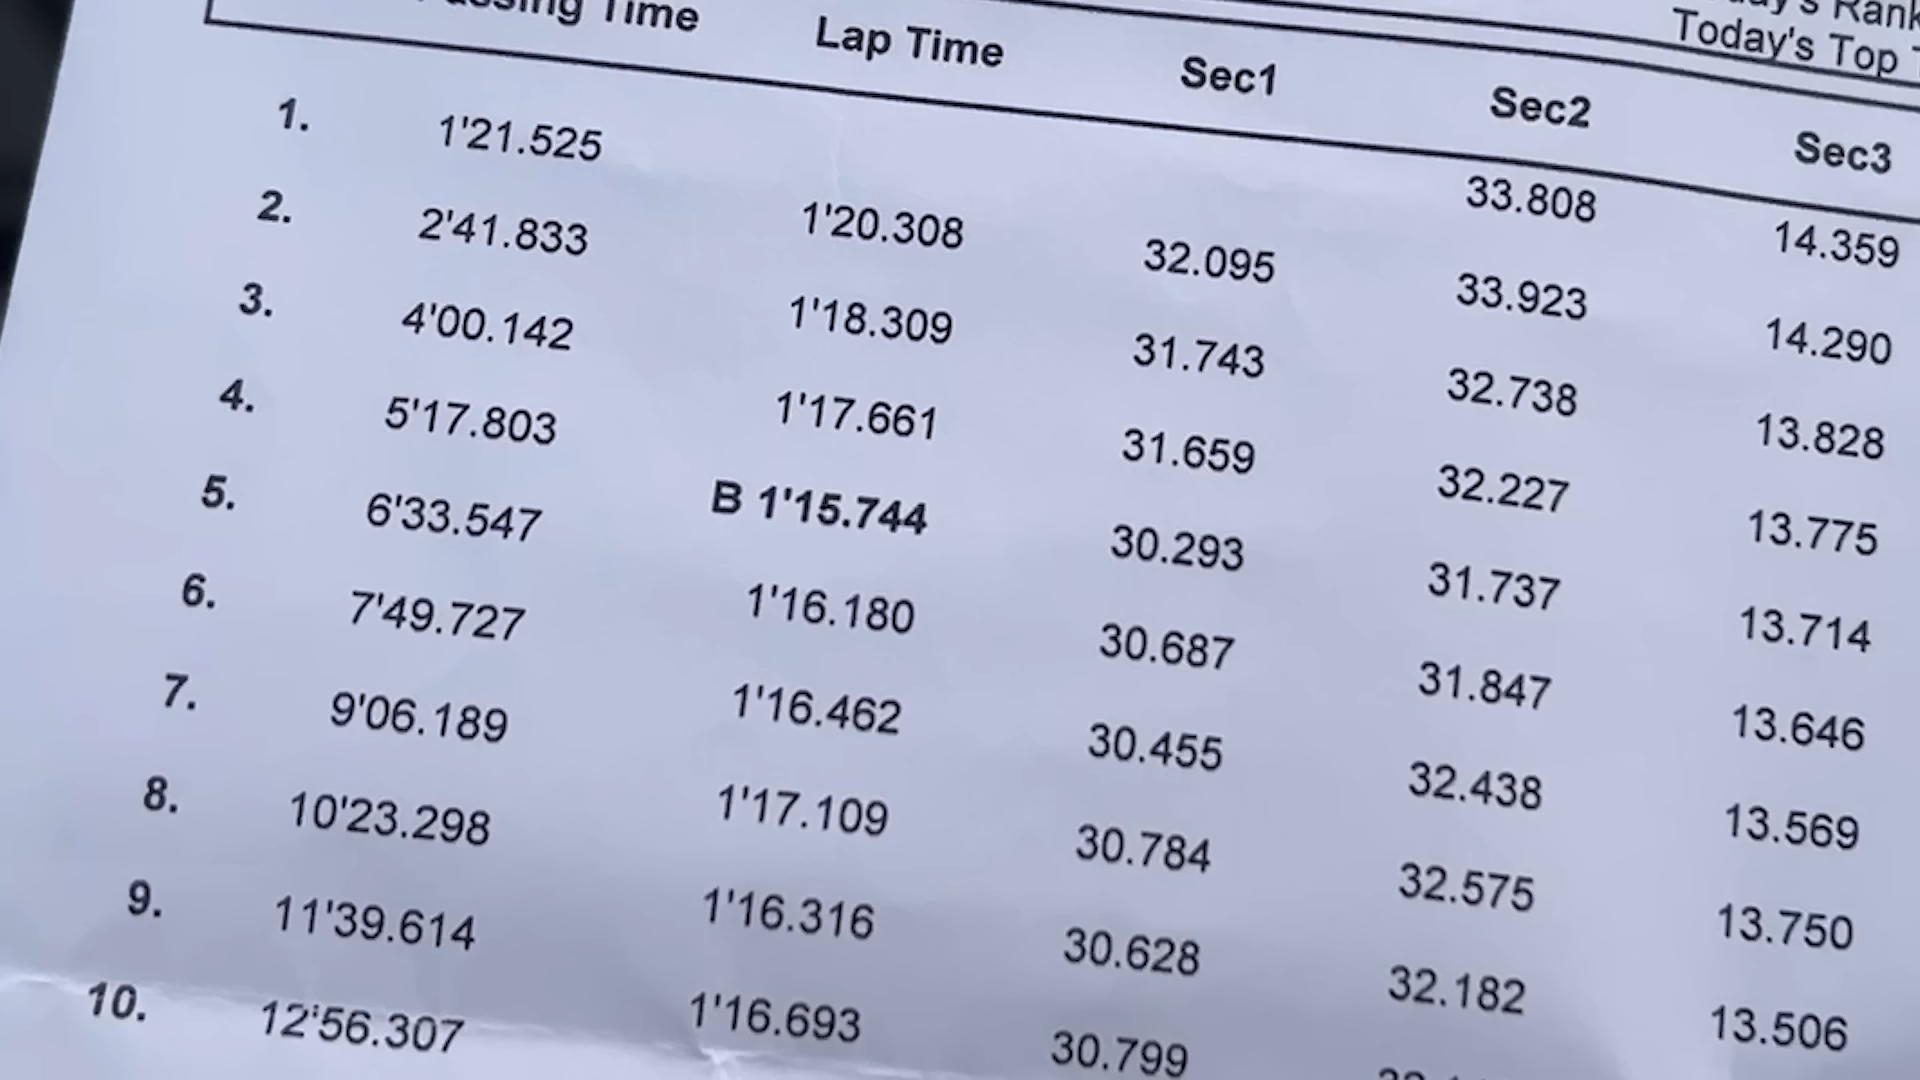 Today's Top
Time Lap Time Sec1 Sec2 Sec3
1. 1'21.525 33.808 14.359
2. 2'41.833 1'20.308 32.095 33.923 14.290
3. 4'00.142 1'18.309 31.743 32.738 13.828
4. 5'17.803 1'17.661 31.659 32.227 13.775
5. 6'33.547 B 1'15.744 30.293 31.737 13.714
6. 7'49.727 1'16.180 30.687 31.847 13.646
7. 9'06.189 1'16.462 30.455 32.438 13.569
8. 10'23.298 1'17.109 30.784 32.575 13.750
9. 11'39.614 1'16.316 30.628 32.182 13.506
10. 12'56.307 1'16.693 30.799